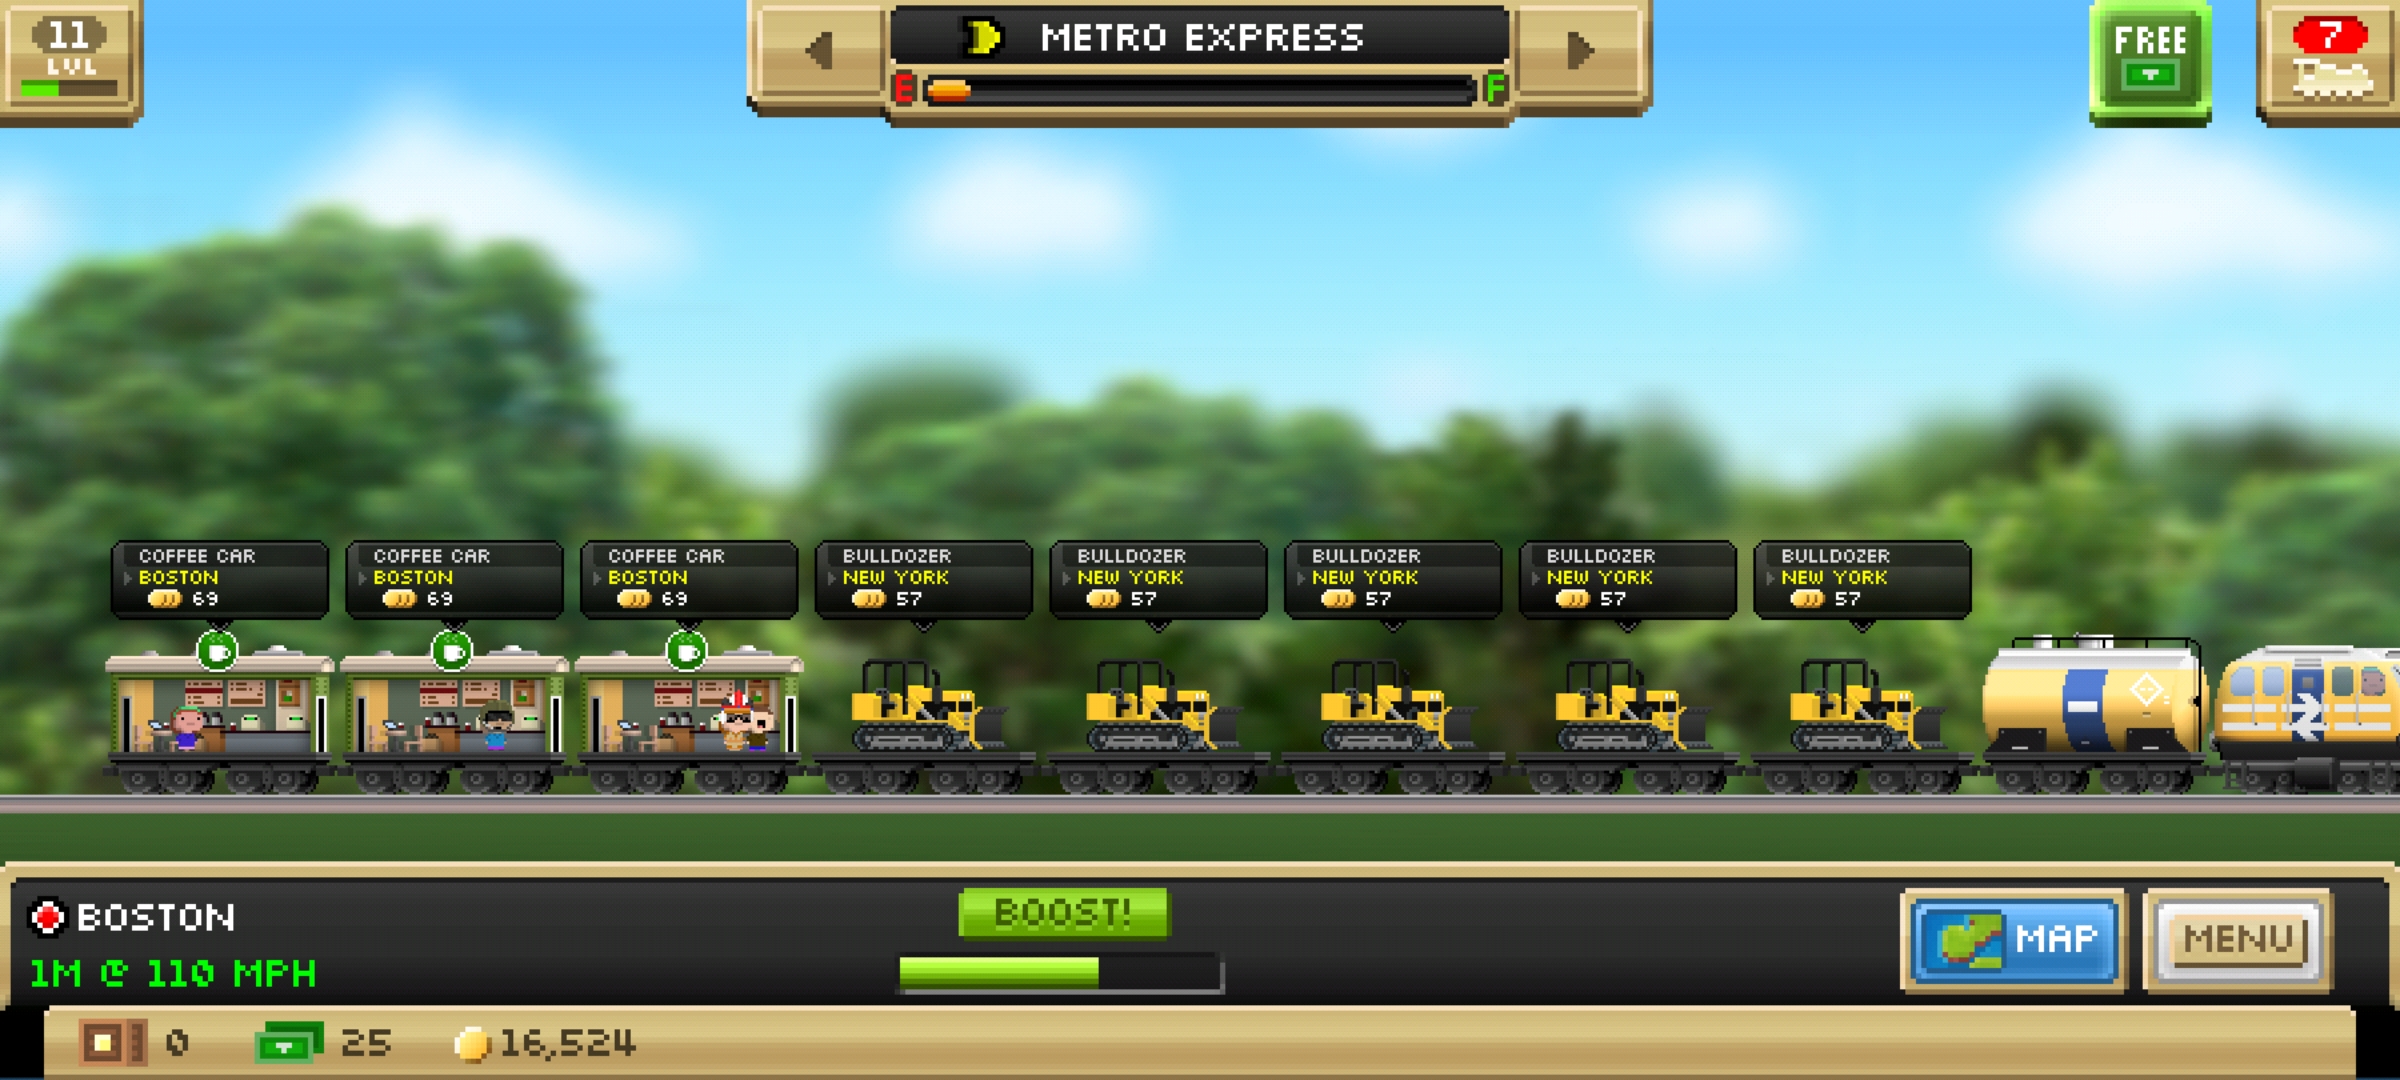 11
LVL
METRO EXPRESS
E F
FREE
7
COFFEE CAR
BOSTON
69
COFFEE CAR
BOSTON
69
COFFEE CAR
BOSTON
69
BULLDOZER
NEW YORK
57
BULLDOZER
NEW YORK
57
BULLDOZER
NEW YORK
57
BULLDOZER
NEW YORK
57
BULLDOZER
NEW YORK
57
BOSTON
1M @ 110 MPH
BOOST!
MAP
MENU
0
25
16,524